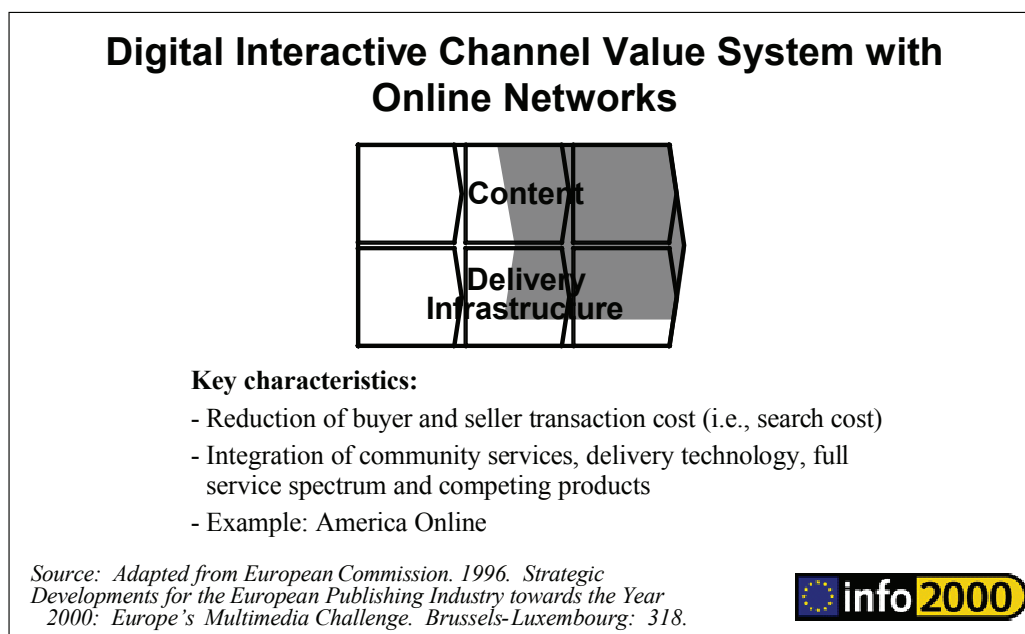 Digital Interactive Channel Value System with
Online Networks
Content
Delivery
Infrastructure
Key characteristics:
- Reduction of buyer and seller transaction cost (i.e., search cost)
- Integration of community services, delivery technology, full
service spectrum and competing products
- Example: America Online
Source: Adapted from European Commission. 1996. Strategic
Developments for the European Publishing Industry towards the Year
2000: Europe's Multimedia Challenge. Brussels-Luxembourg: 318.
info2000